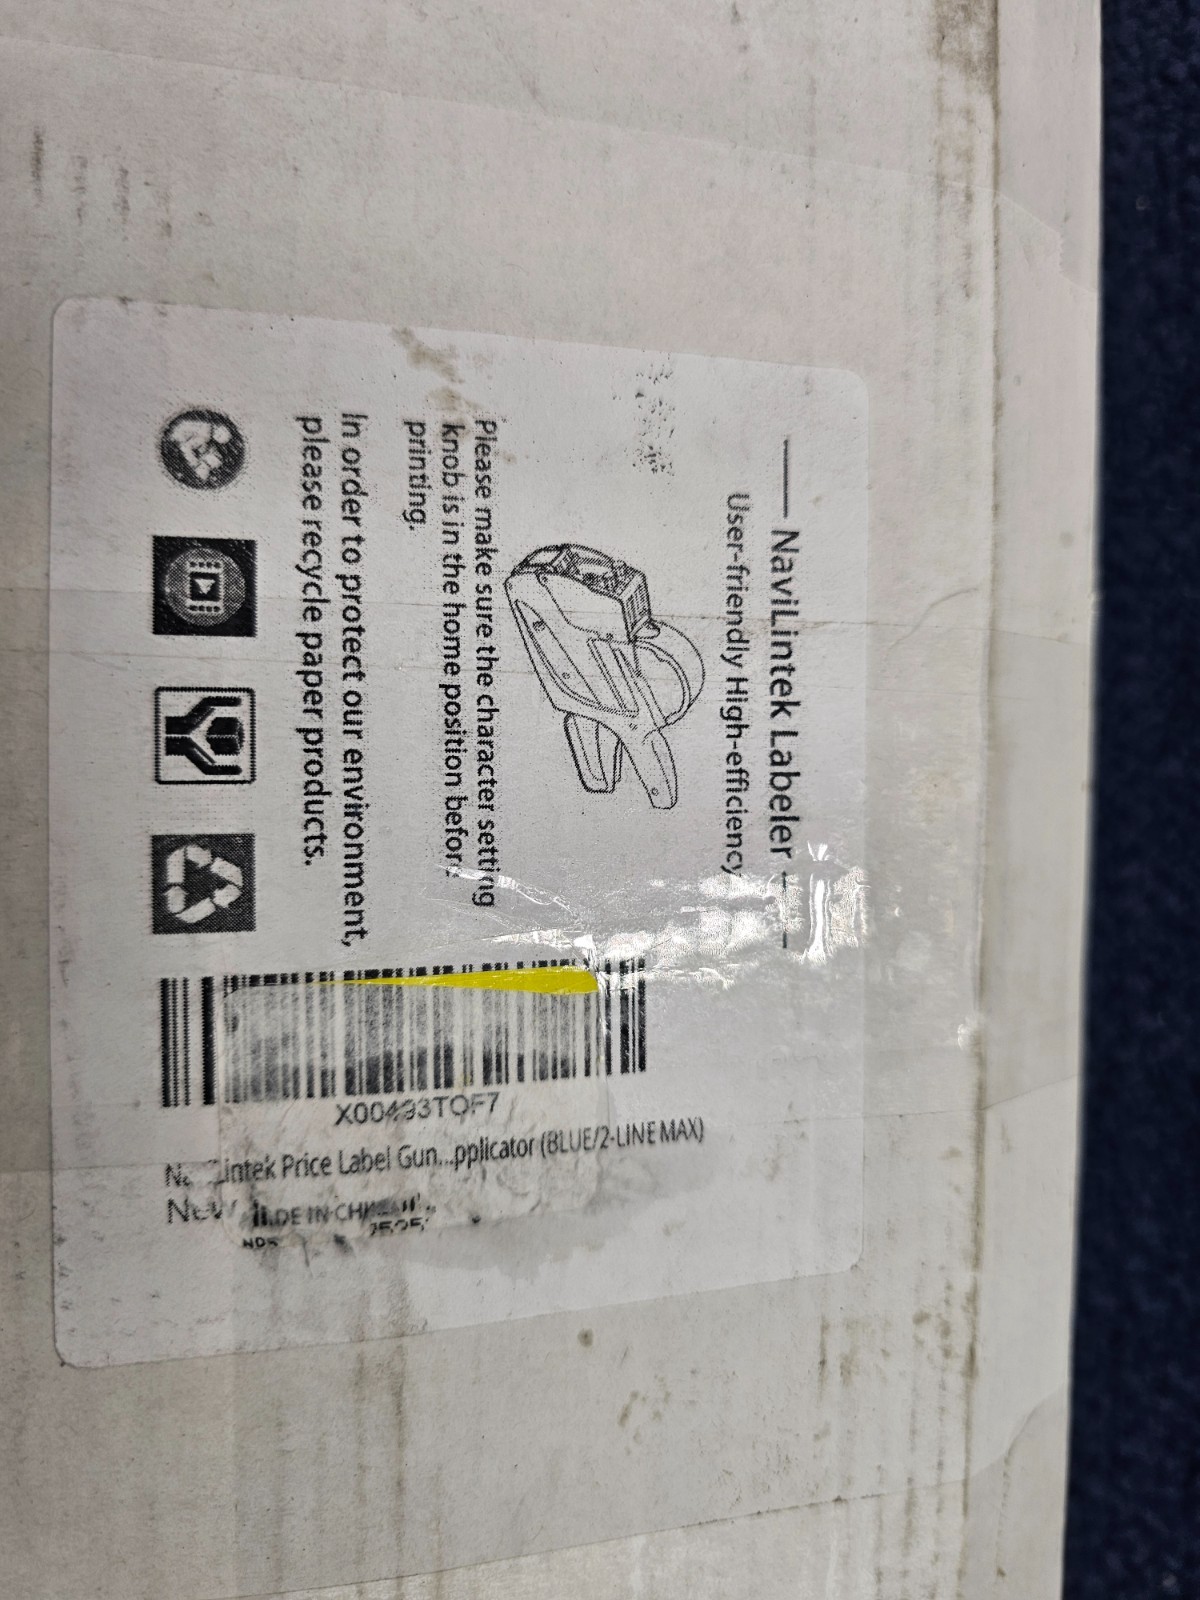 NaviLintek Labeler
User-friendly High-efficiency
Please make sure the character setting
knob is in the home position before
printing.
In order to protect our environment,
please recycle paper products.
Price Label Gun...pplicator (BLUE/2-LINE MAX)
New